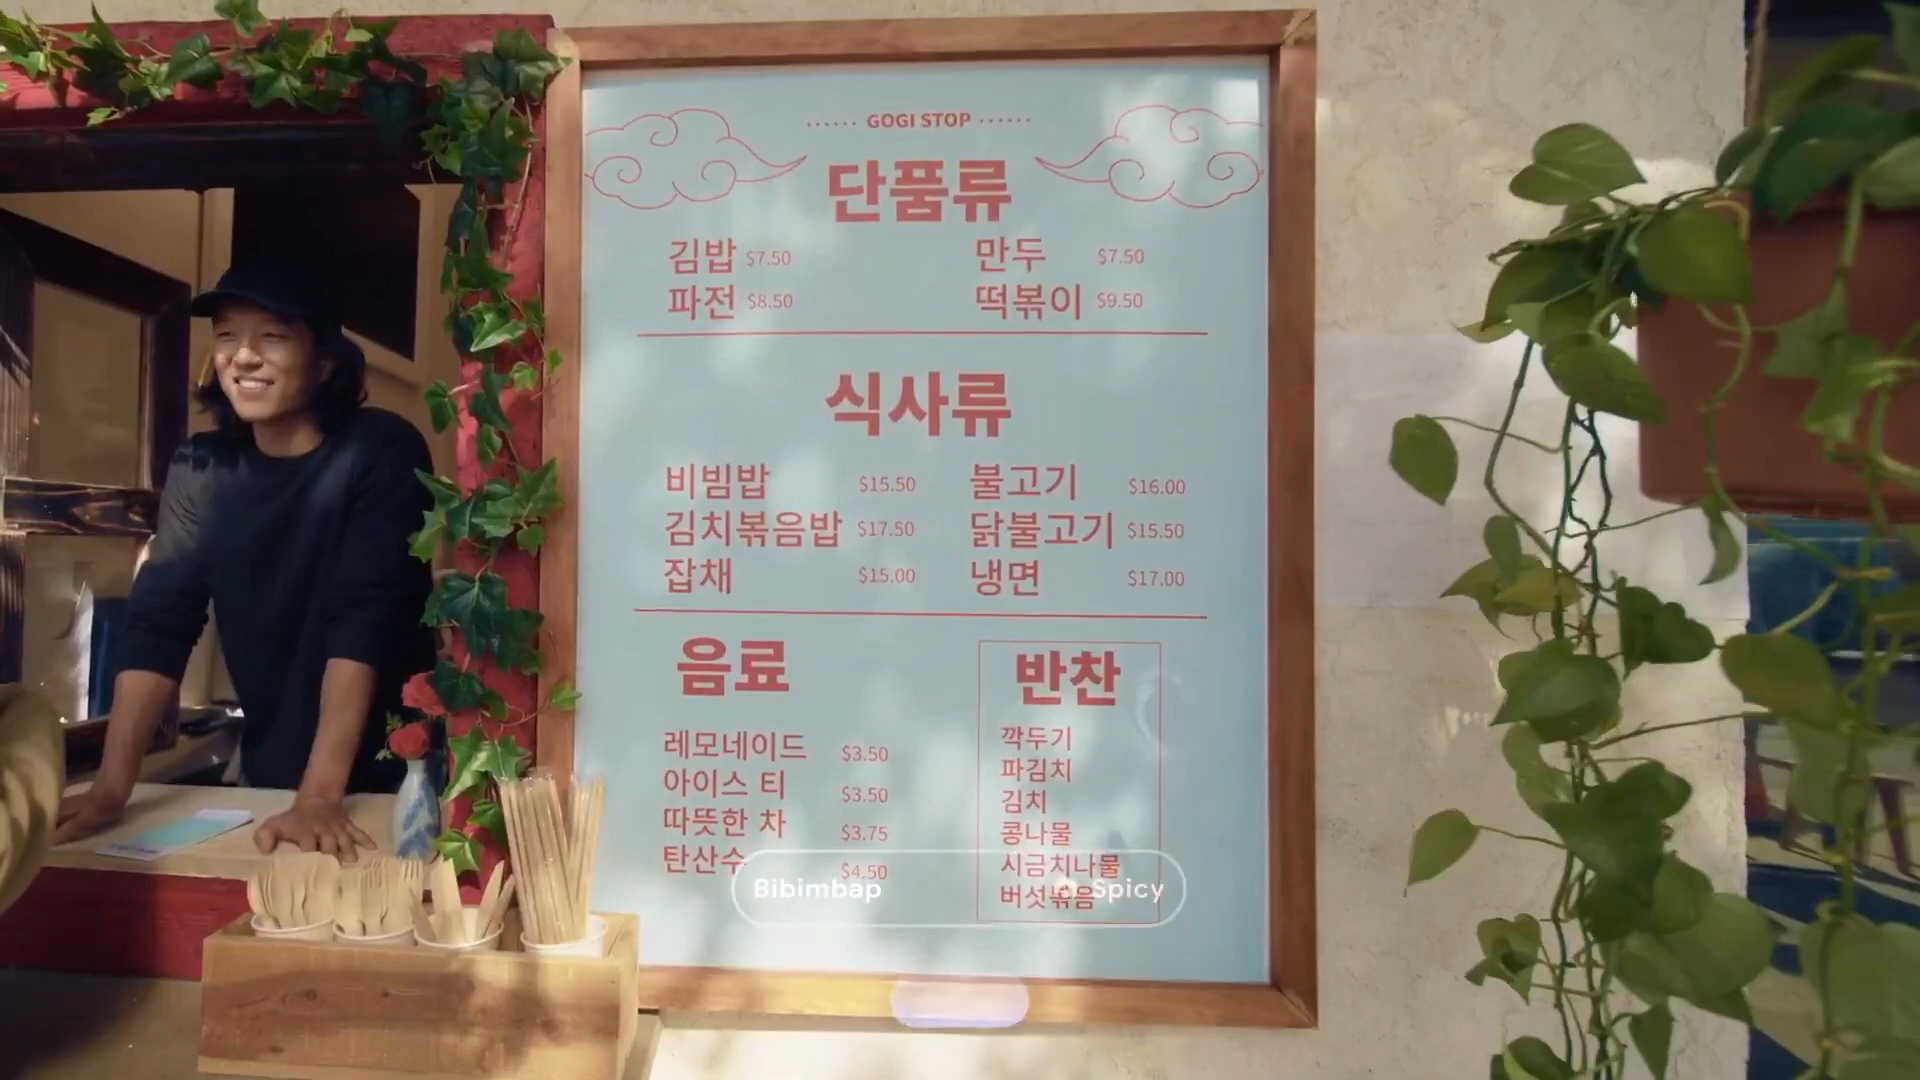 GOGI STOP
단품류
김밥 $7.50 만두 $7.50
파전 $8.50 떡볶이 $9.50
식사류
비빔밥 $15.50 불고기 $16.00
김치볶음밥 $17.50 닭불고기 $15.50
잡채 $15.00 냉면 $17.00
음료
레모네이드 $3.50
아이스 티 $3.50
따뜻한 차 $3.75
탄산수 $4.50
반찬
깍두기
파김치
김치
콩나물
시금치나물
버섯볶음
Bibimbap Spicy